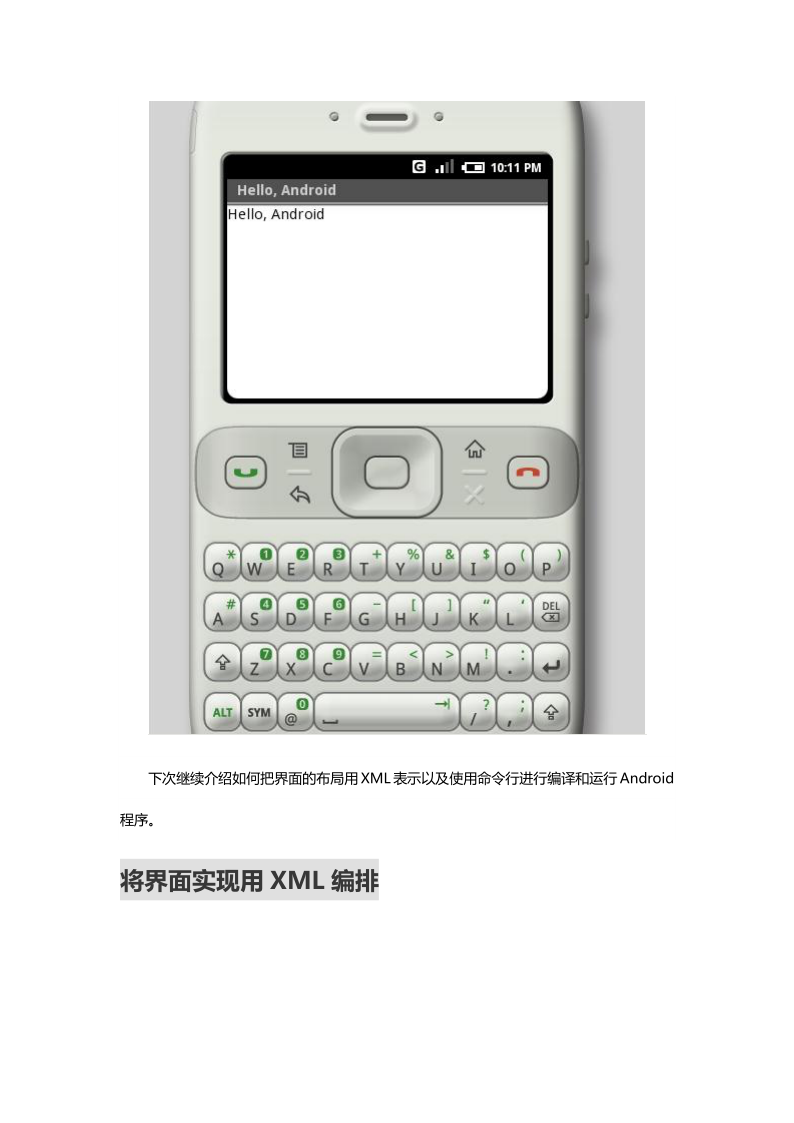 G 10:11 PM
Hello, Android
Hello, Android
* 1 2 3 + % & $ ( )
Q W E R T Y U I O P
# 4 5 6 - [ ] " ' DEL
A S D F G H J K L
7 8 9 = < > ! :
Z X C V B N M .
ALT SYM 0 @ / ? , ;
下次继续介绍如何把界面的布局用 XML 表示以及使用命令行进行编译和运行 Android
程序。
将界面实现用 XML 编排